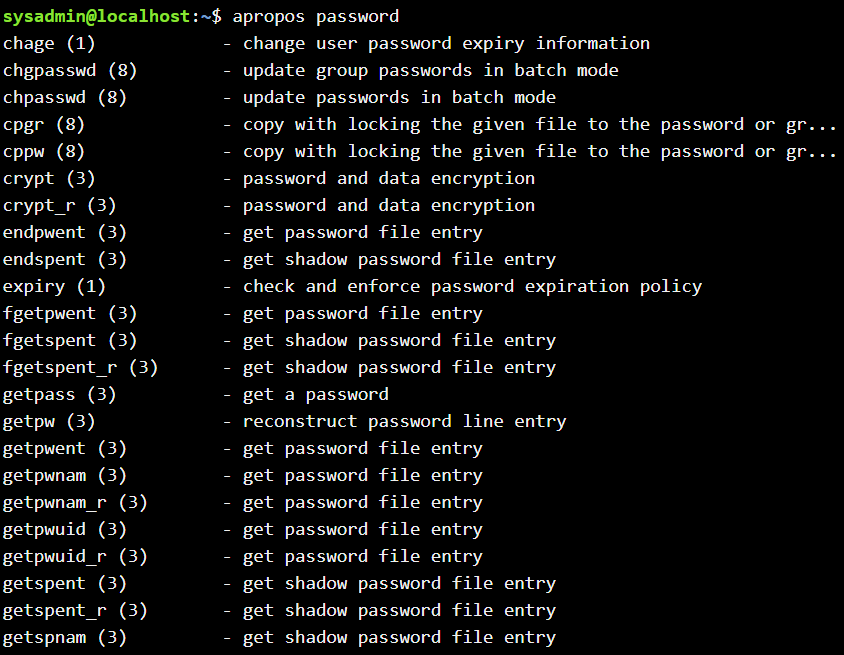 sysadmin@localhost:~$ apropos password
chage (1)            - change user password expiry information
chgpasswd (8)        - update group passwords in batch mode
chpasswd (8)         - update passwords in batch mode
cpgr (8)             - copy with locking the given file to the password or gr...
cppw (8)             - copy with locking the given file to the password or gr...
crypt (3)            - password and data encryption
crypt_r (3)          - password and data encryption
endpwent (3)         - get password file entry
endspent (3)         - get shadow password file entry
expiry (1)           - check and enforce password expiration policy
fgetpwent (3)        - get password file entry
fgetspent (3)        - get shadow password file entry
fgetspent_r (3)      - get shadow password file entry
getpass (3)          - get a password
getpw (3)            - reconstruct password line entry
getpwent (3)         - get password file entry
getpwnam (3)         - get password file entry
getpwnam_r (3)       - get password file entry
getpwuid (3)         - get password file entry
getpwuid_r (3)       - get password file entry
getspent (3)         - get shadow password file entry
getspent_r (3)       - get shadow password file entry
getspnam (3)         - get shadow password file entry